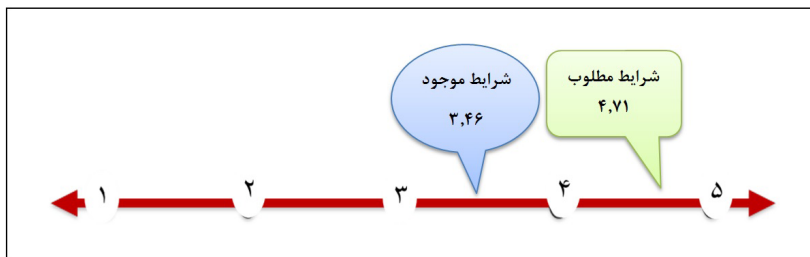 شرایط موجود
۳,۴۶
شرایط مطلوب
۴,۷۱
۱ ۲ ۳ ۴ ۵